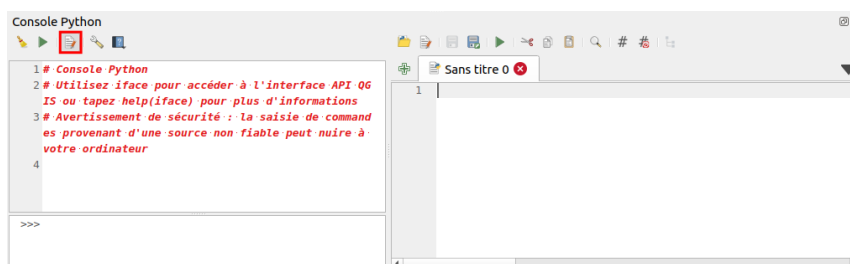 Console Python
1 # Console Python
2 # Utilisez iface pour accéder à l'interface API QG
IS ou tapez help(iface) pour plus d'informations
3 # Avertissement de sécurité : la saisie de command
es provenant d'une source non fiable peut nuire à
votre ordinateur
4
>>>
Sans titre 0
1